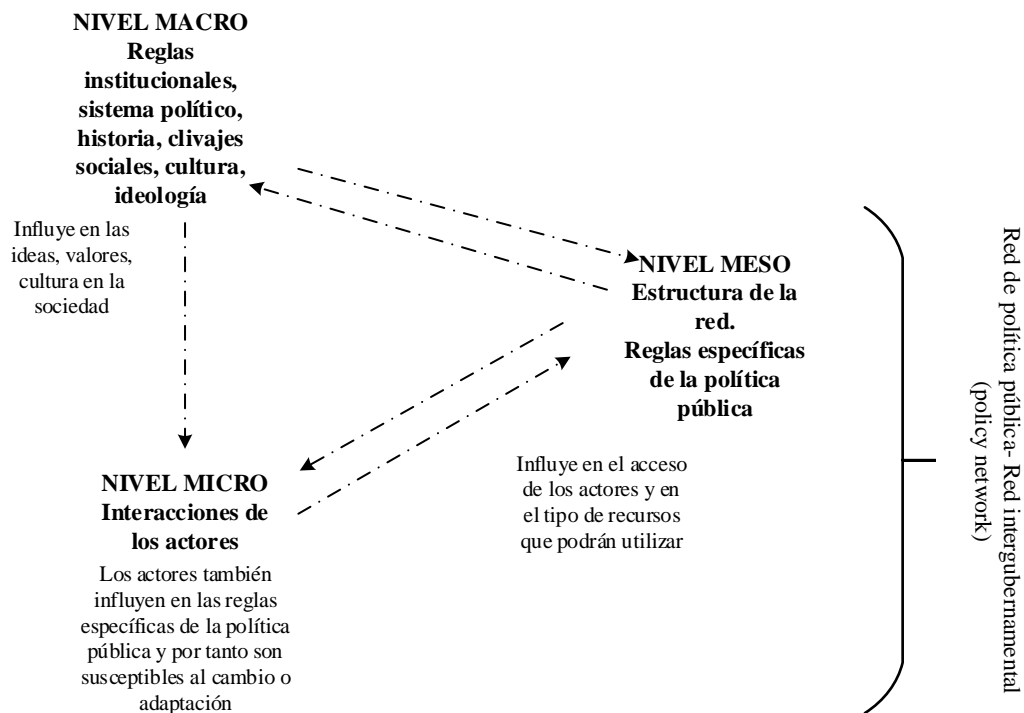 NIVEL MACRO
Reglas
institucionales,
sistema político,
historia, clivajes
sociales, cultura,
ideología
Influye en las
ideas, valores,
cultura en la
sociedad
NIVEL MESO
Estructura de la
red.
Reglas específicas
de la política
pública
Influye en el acceso
de los actores y en
el tipo de recursos
que podrán utilizar
NIVEL MICRO
Interacciones de
los actores
Los actores también
influyen en las reglas
específicas de la política
pública y por tanto son
susceptibles al cambio o
adaptación
Red de política pública- Red intergubernamental
(policy network)